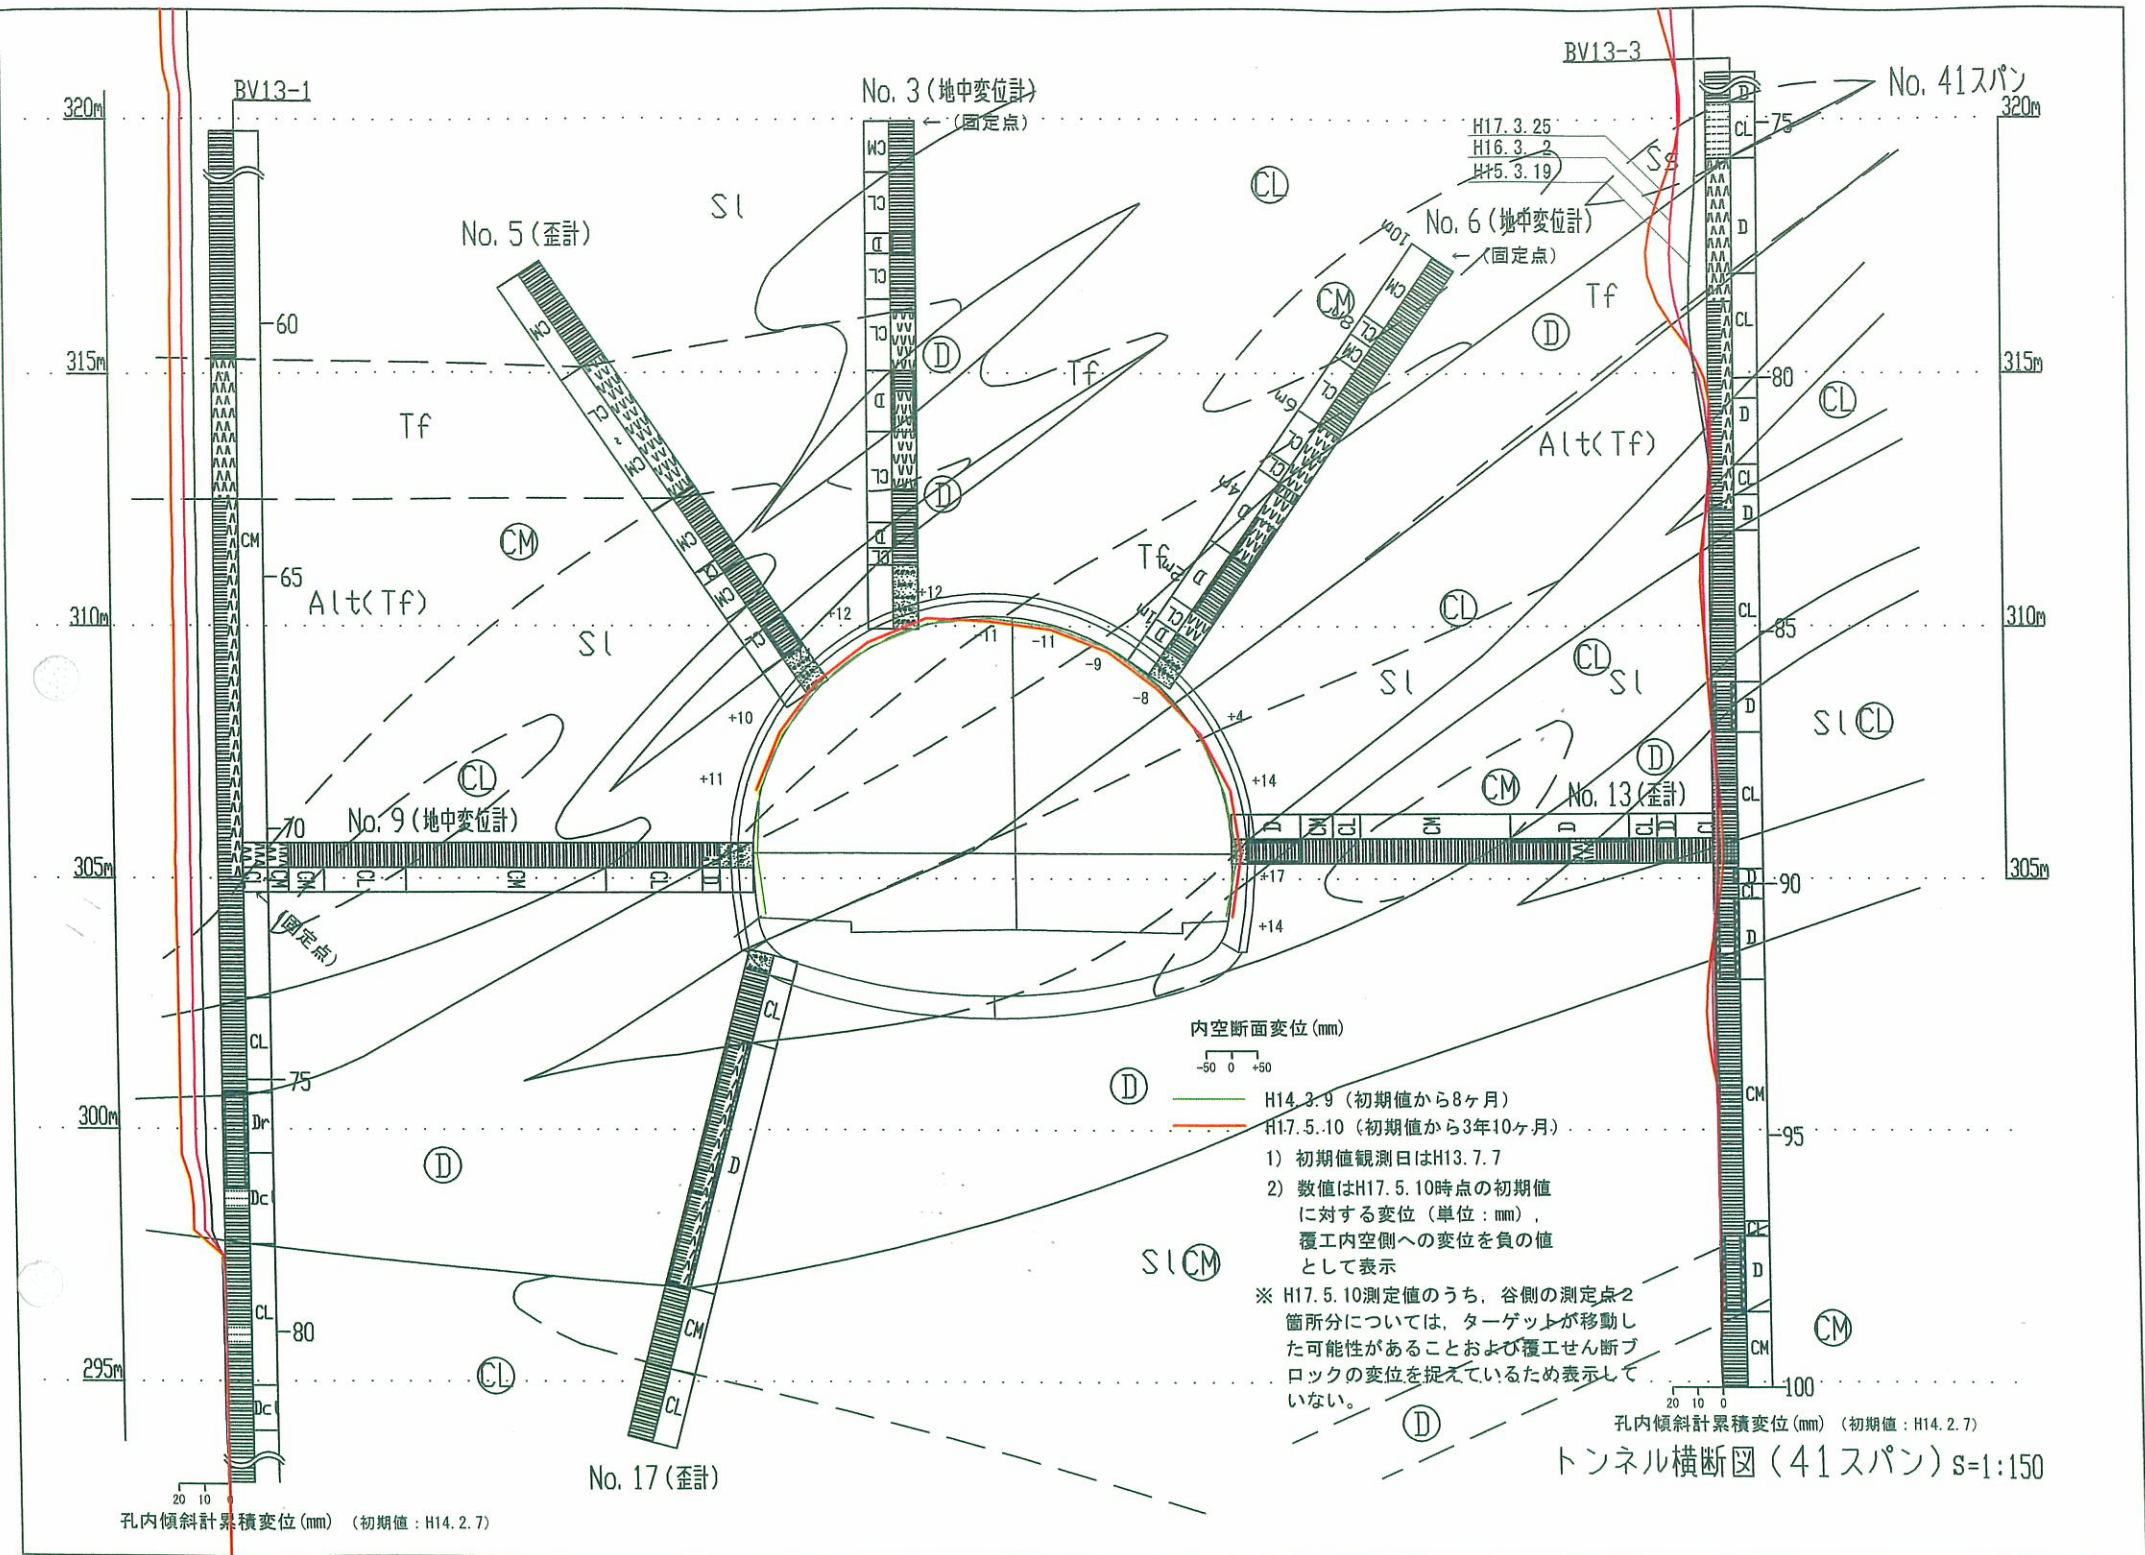 BV13-1
BV13-3
No. 3 (地中変位計)
← (固定点)
No. 41スパン
320m
320m
H17. 3. 25
H16. 3. 2
H15. 3. 19
75
CL
Ss
Sl
No. 5 (歪計)
No. 6 (地中変位計)
← (固定点)
10m
CM
Tf
D
60
315m
315m
80
D
Tf
CL
Tf
Alt(Tf)
D
CM
65
Alt(Tf)
Sl
Tf
310m
310m
85
+12
+12
-11
-11
-9
-8
+10
+4
+11
+14
CL
CL
Sl
Sl
Sl CL
D
CM
CL
70
No. 9 (地中変位計)
No. 13 (歪計)
305m
305m
90
+17
+14
(固定点)
75
300m
95
内空断面変位(mm)
-50 0 +50
D
H14. 3. 9 (初期値から8ヶ月)
H17. 5. 10 (初期値から3年10ヶ月)
1) 初期値観測日はH13. 7. 7
2) 数値はH17. 5. 10時点の初期値
に対する変位 (単位:mm),
覆工内空側への変位を負の値
として表示
※ H17. 5. 10測定値のうち, 谷側の測定点2
箇所分については, ターゲットが移動し
た可能性があることおよび覆工せん断ブ
ロックの変位を捉えているため表示して
いない。
D
Sl CM
80
295m
CL
CM
D
100
20 10 0
孔内傾斜計累積変位(mm) (初期値:H14. 2. 7)
トンネル横断図(41スパン) S=1:150
No. 17 (歪計)
20 10 0
孔内傾斜計累積変位(mm) (初期値:H14. 2. 7)